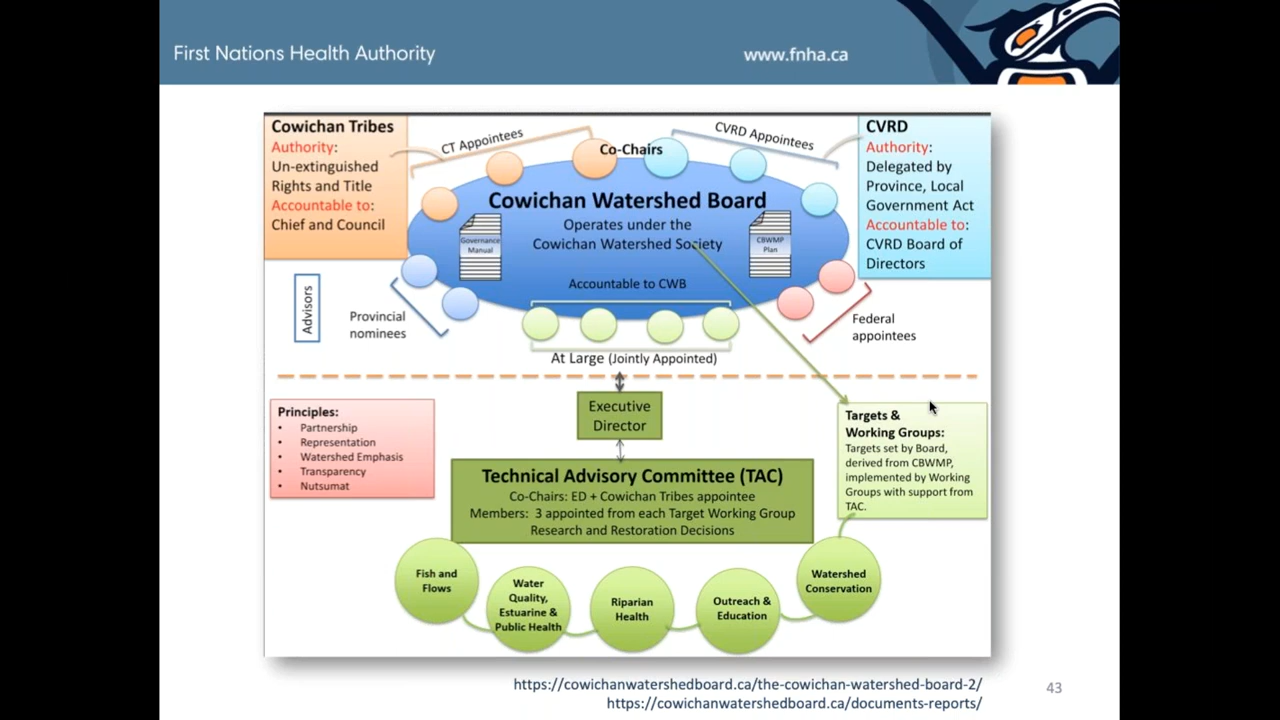 First Nations Health Authority
www.fnha.ca
Cowichan Tribes
Authority:
Un-extinguished
Rights and Title
Accountable to:
Chief and Council
CT Appointees
Co-Chairs
CVRD Appointees
CVRD
Authority:
Delegated by
Province, Local
Government Act
Accountable to:
CVRD Board of
Directors
Cowichan Watershed Board
Operates under the
Cowichan Watershed Society
Governance
Manual
CBWMP
Plan
Accountable to CWB
Advisors
Provincial
nominees
Federal
appointees
At Large (Jointly Appointed)
Executive
Director
Principles:
• Partnership
• Representation
• Watershed Emphasis
• Transparency
• Nutsumat
Technical Advisory Committee (TAC)
Co-Chairs: ED + Cowichan Tribes appointee
Members: 3 appointed from each Target Working Group
Research and Restoration Decisions
Targets &
Working Groups:
Targets set by Board,
derived from CBWMP,
implemented by Working
Groups with support from
TAC.
Fish and
Flows
Water
Quality,
Estuarine &
Public Health
Riparian
Health
Outreach &
Education
Watershed
Conservation
https://cowichanwatershedboard.ca/the-cowichan-watershed-board-2/
https://cowichanwatershedboard.ca/documents-reports/
43